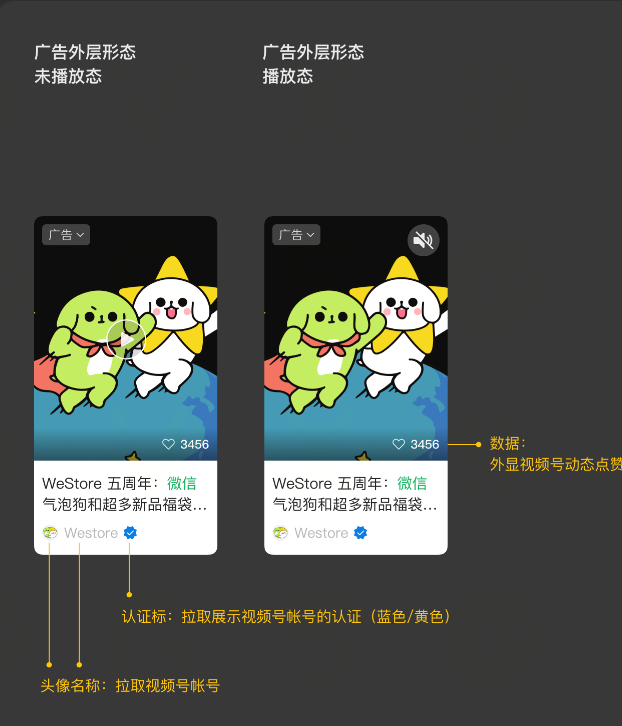 广告外层形态
未播放态
广告外层形态
播放态
广告
3456
WeStore 五周年：微信
气泡狗和超多新品福袋...
Westore
广告
3456
WeStore 五周年：微信
气泡狗和超多新品福袋...
Westore
数据：
外显视频号动态点赞
认证标：拉取展示视频号帐号的认证（蓝色/黄色）
头像名称：拉取视频号帐号